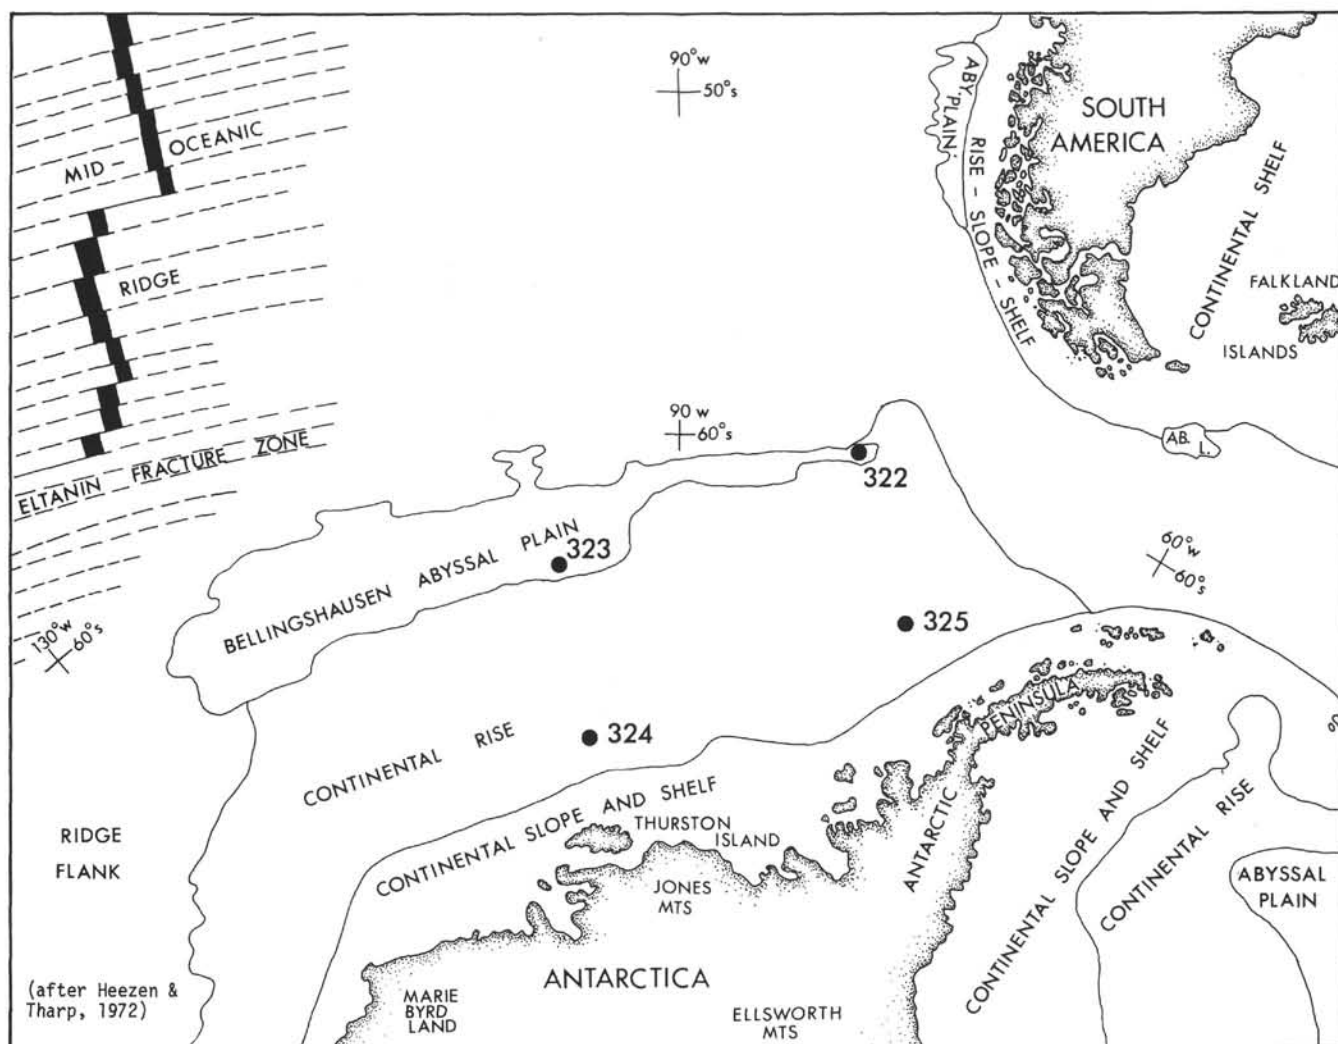 90°w
50°s
ABY.
PLAIN
RISE – SLOPE – SHELF
SOUTH
AMERICA
CONTINENTAL SHELF
FALKLAND
ISLANDS
MID – OCEANIC
RIDGE
ELTANIN FRACTURE ZONE
90 w
60°s
AB.
L.
322
323
BELLINGSHAUSEN ABYSSAL PLAIN
60°w
60°s
130°w
60°s
325
324
CONTINENTAL RISE
PENINSULA
ANTARCTIC
CONTINENTAL SLOPE AND SHELF
THURSTON
ISLAND
JONES
MTS
RIDGE
FLANK
CONTINENTAL SLOPE AND SHELF
CONTINENTAL RISE
ABYSSAL
PLAIN
ANTARCTICA
MARIE
BYRD
LAND
ELLSWORTH
MTS
(after Heezen &
Tharp, 1972)